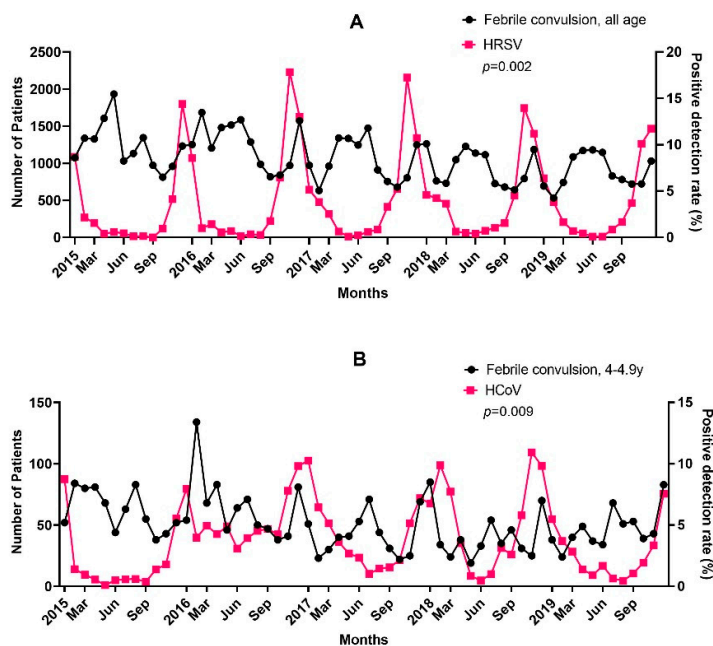 A
Febrile convulsion, all age
HRSV
p=0.002
Number of Patients
2500
2000
1500
1000
500
0
20
15
10
5
0
Positive detection rate (%)
2015 Mar Jun Sep 2016 Mar Jun Sep 2017 Mar Jun Sep 2018 Mar Jun Sep 2019 Mar Jun Sep
Months
B
Febrile convulsion, 4-4.9y
HCoV
p=0.009
Number of Patients
150
100
50
0
15
10
5
0
Positive detection rate (%)
2015 Mar Jun Sep 2016 Mar Jun Sep 2017 Mar Jun Sep 2018 Mar Jun Sep 2019 Mar Jun Sep
Months